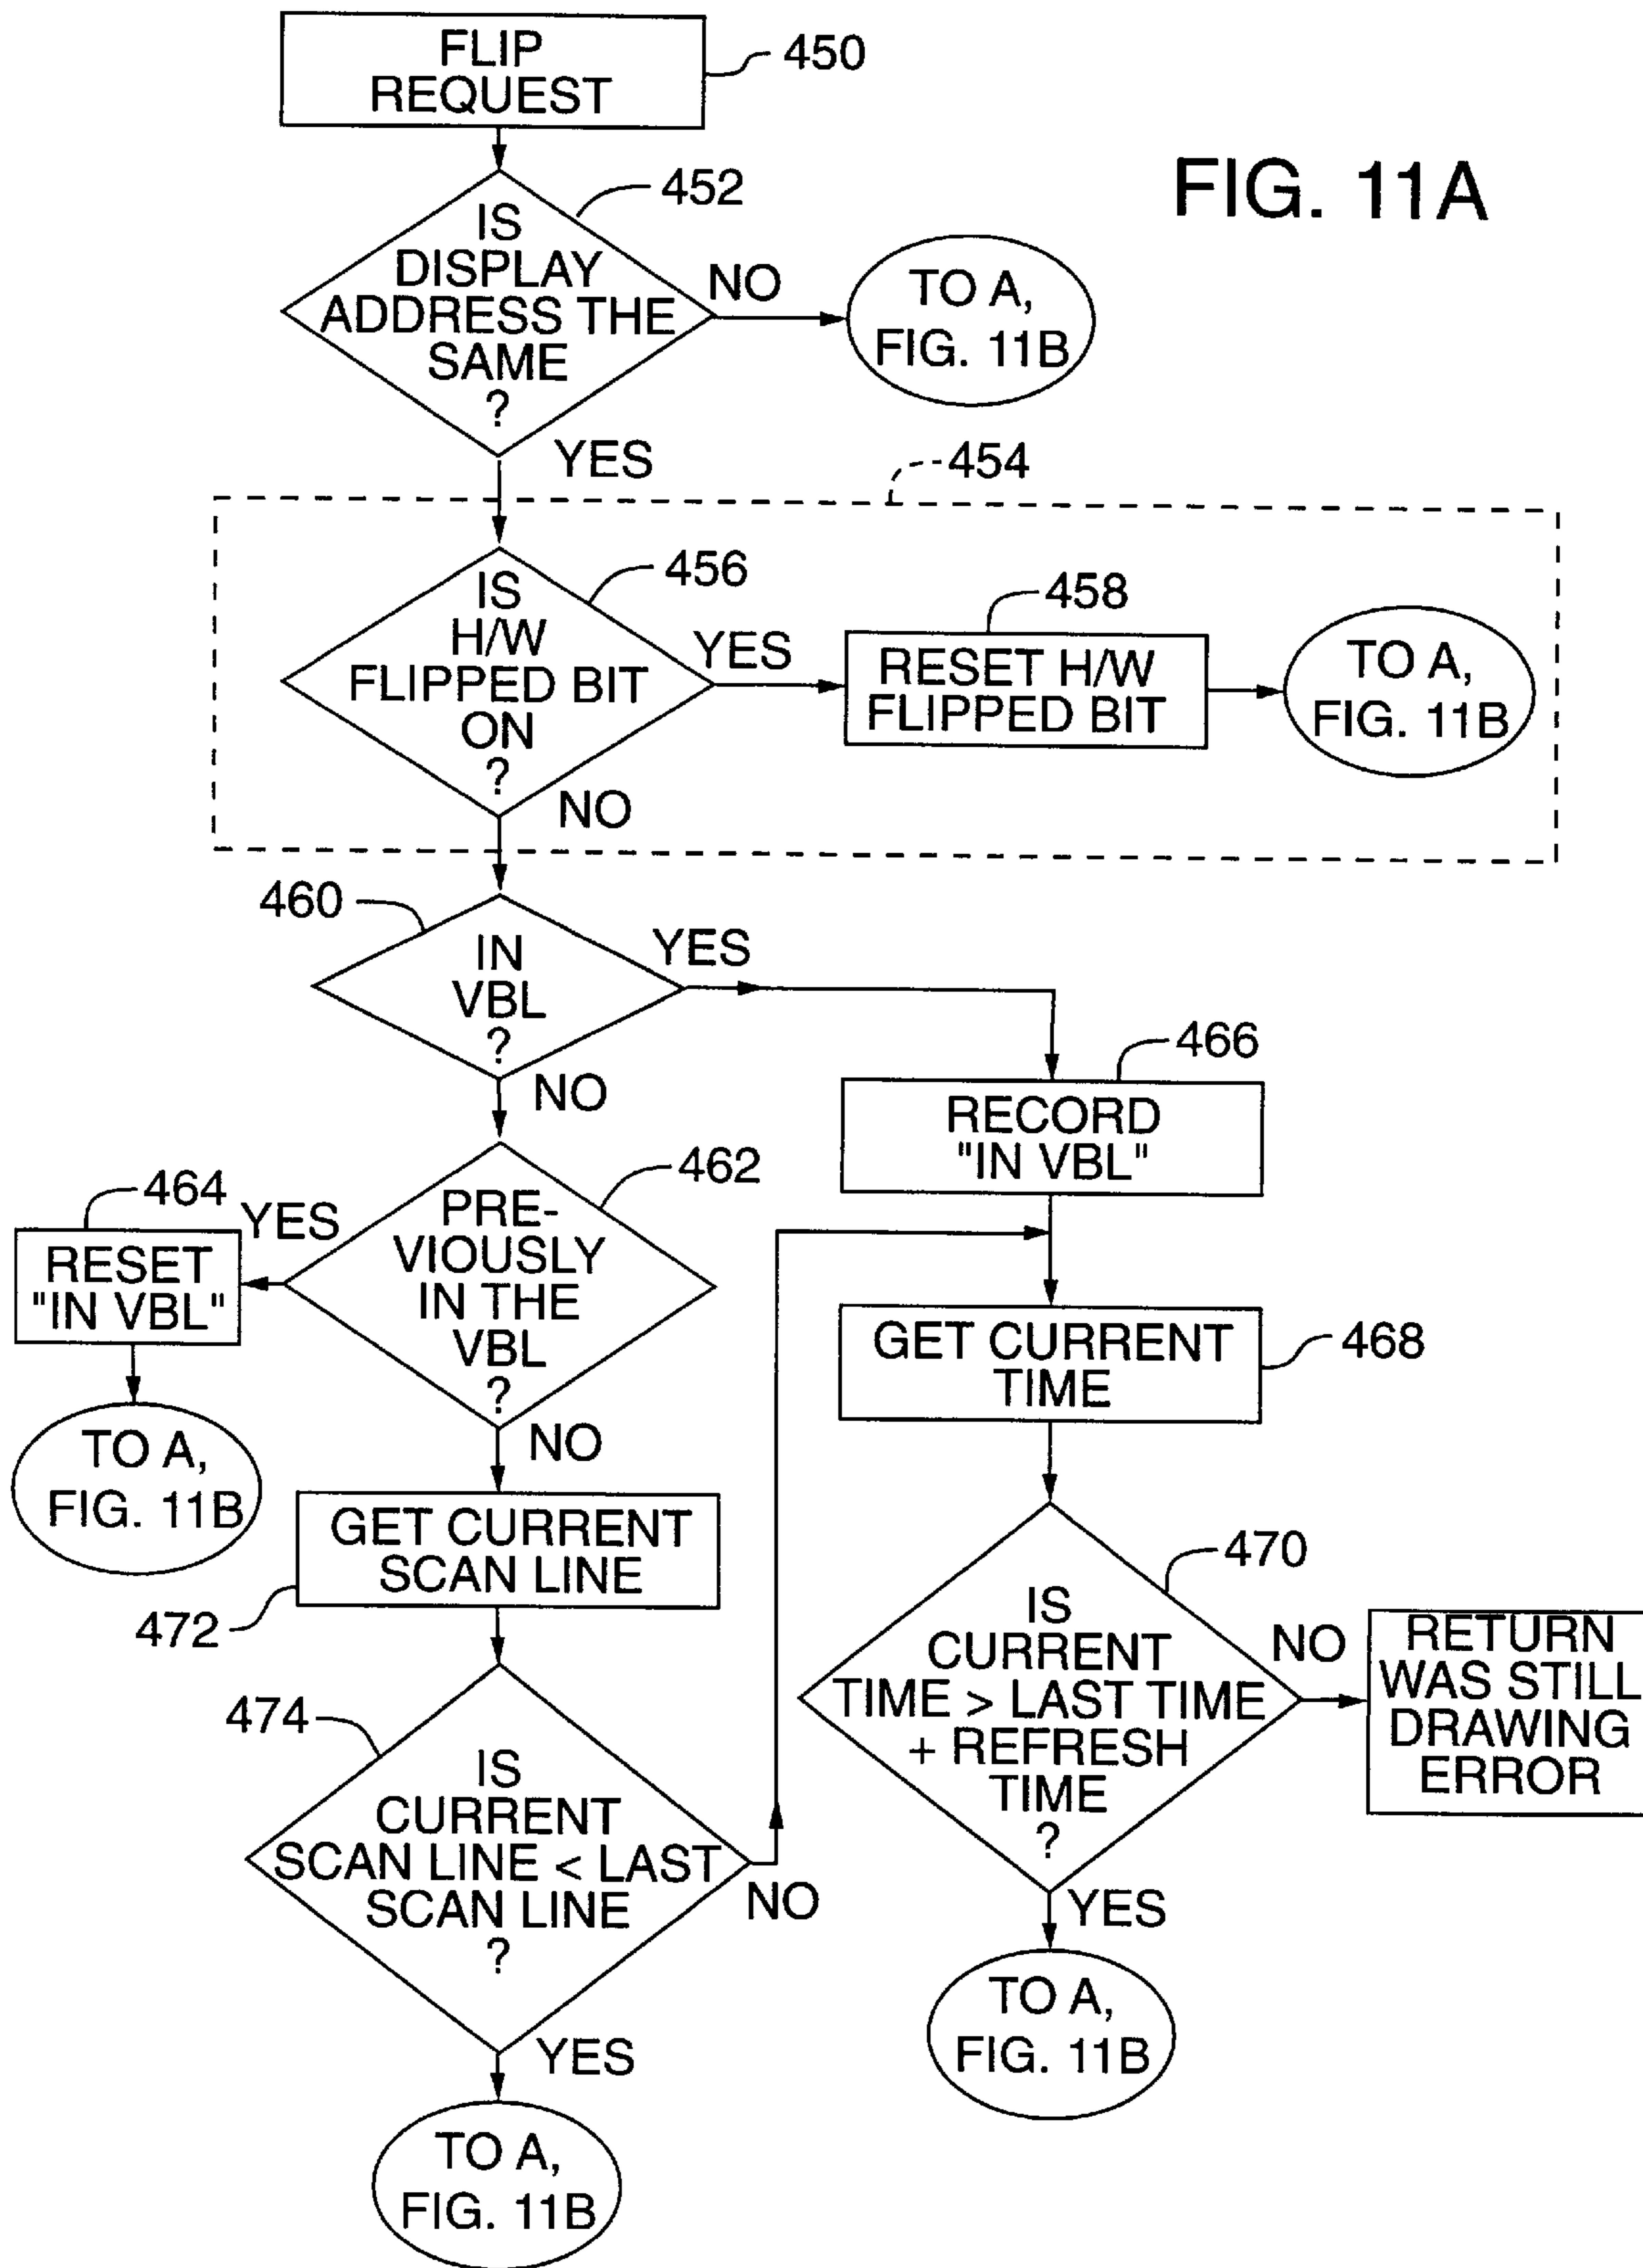 FLIP
REQUEST
450
FIG. 11A
452
IS
DISPLAY
ADDRESS THE
SAME
?
NO
TO A,
FIG. 11B
YES
454
456
IS
H/W
FLIPPED BIT
ON
?
YES
458
RESET H/W
FLIPPED BIT
TO A,
FIG. 11B
NO
460
IN
VBL
?
YES
NO
466
RECORD
"IN VBL"
462
PRE-
VIOUSLY
IN THE
VBL
?
464
YES
RESET
"IN VBL"
TO A,
FIG. 11B
NO
GET CURRENT
TIME
468
GET CURRENT
SCAN LINE
472
470
IS
CURRENT
TIME > LAST TIME
+ REFRESH
TIME
?
NO
RETURN
WAS STILL
DRAWING
ERROR
474
IS
CURRENT
SCAN LINE < LAST
SCAN LINE
?
NO
YES
TO A,
FIG. 11B
YES
TO A,
FIG. 11B